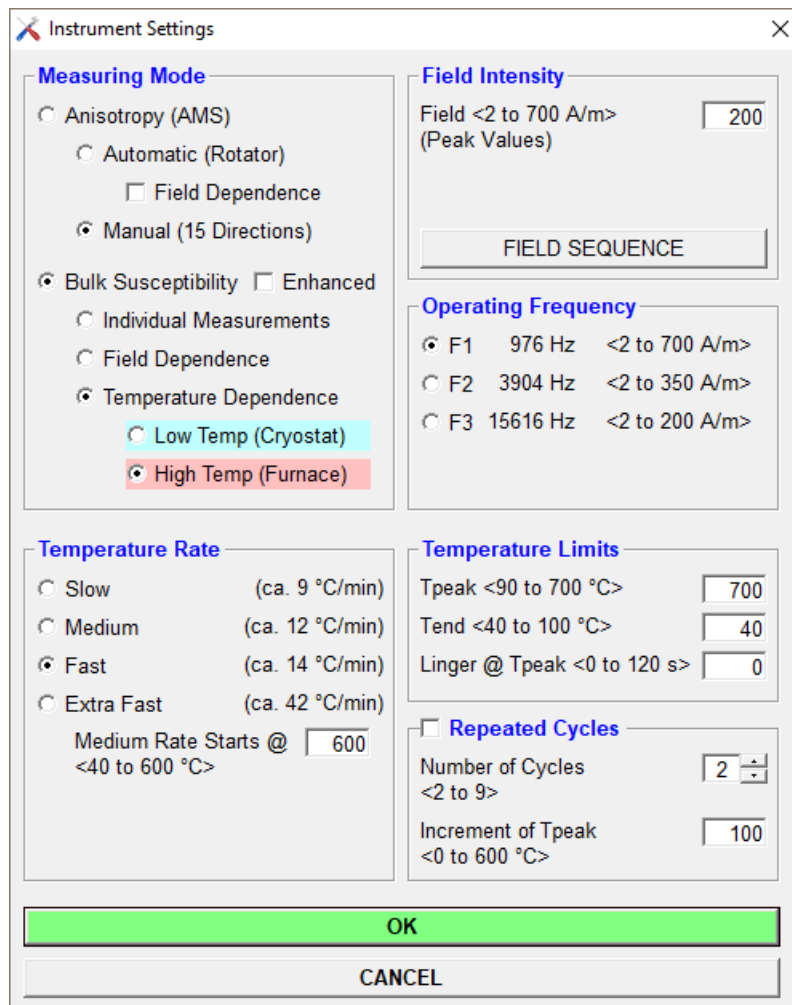 Instrument Settings
Measuring Mode
Anisotropy (AMS)
Automatic (Rotator)
Field Dependence
Manual (15 Directions)
Bulk Susceptibility Enhanced
Individual Measurements
Field Dependence
Temperature Dependence
Low Temp (Cryostat)
High Temp (Furnace)
Field Intensity
Field <2 to 700 A/m> 200
(Peak Values)
FIELD SEQUENCE
Operating Frequency
F1 976 Hz <2 to 700 A/m>
F2 3904 Hz <2 to 350 A/m>
F3 15616 Hz <2 to 200 A/m>
Temperature Rate
Slow (ca. 9 °C/min)
Medium (ca. 12 °C/min)
Fast (ca. 14 °C/min)
Extra Fast (ca. 42 °C/min)
Medium Rate Starts @ 600
<40 to 600 °C>
Temperature Limits
Tpeak <90 to 700 °C> 700
Tend <40 to 100 °C> 40
Linger @ Tpeak <0 to 120 s> 0
Repeated Cycles
Number of Cycles 2
<2 to 9>
Increment of Tpeak 100
<0 to 600 °C>
OK
CANCEL